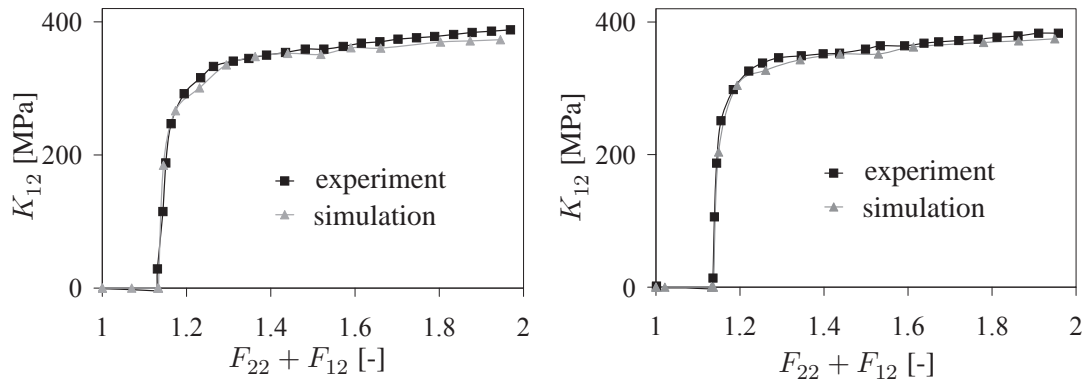 400
200
0
K12 [MPa]
experiment
simulation
1 1.2 1.4 1.6 1.8 2
F22 + F12 [-]
400
200
0
K12 [MPa]
experiment
simulation
1 1.2 1.4 1.6 1.8 2
F22 + F12 [-]